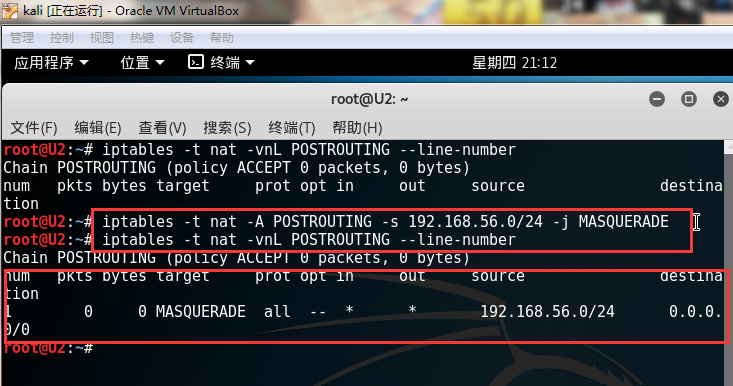 kali [正在运行] - Oracle VM VirtualBox
管理 控制 视图 热键 设备 帮助
应用程序 位置 终端 星期四 21:12
root@U2: ~
文件(F) 编辑(E) 查看(V) 搜索(S) 终端(T) 帮助(H)
root@U2:~# iptables -t nat -vnL POSTROUTING --line-number
Chain POSTROUTING (policy ACCEPT 0 packets, 0 bytes)
num pkts bytes target prot opt in out source destina
tion
root@U2:~# iptables -t nat -A POSTROUTING -s 192.168.56.0/24 -j MASQUERADE
root@U2:~# iptables -t nat -vnL POSTROUTING --line-number
Chain POSTROUTING (policy ACCEPT 0 packets, 0 bytes)
num pkts bytes target prot opt in out source destina
tion
1 0 0 MASQUERADE all -- * * 192.168.56.0/24 0.0.0.
0/0
root@U2:~#